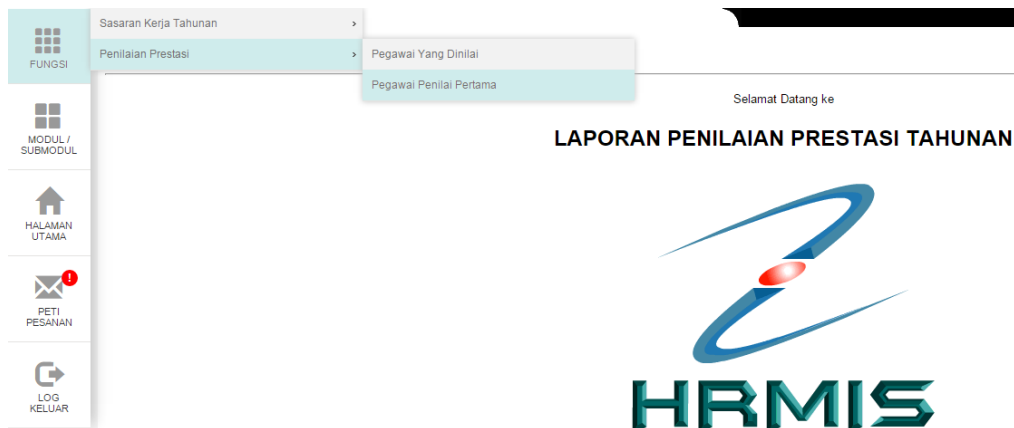 FUNGSI
Sasaran Kerja Tahunan ›
Penilaian Prestasi ›
Pegawai Yang Dinilai
Pegawai Penilai Pertama
MODUL /
SUBMODUL
HALAMAN
UTAMA
!
PETI
PESANAN
LOG
KELUAR
Selamat Datang ke
LAPORAN PENILAIAN PRESTASI TAHUNAN
HRMIS